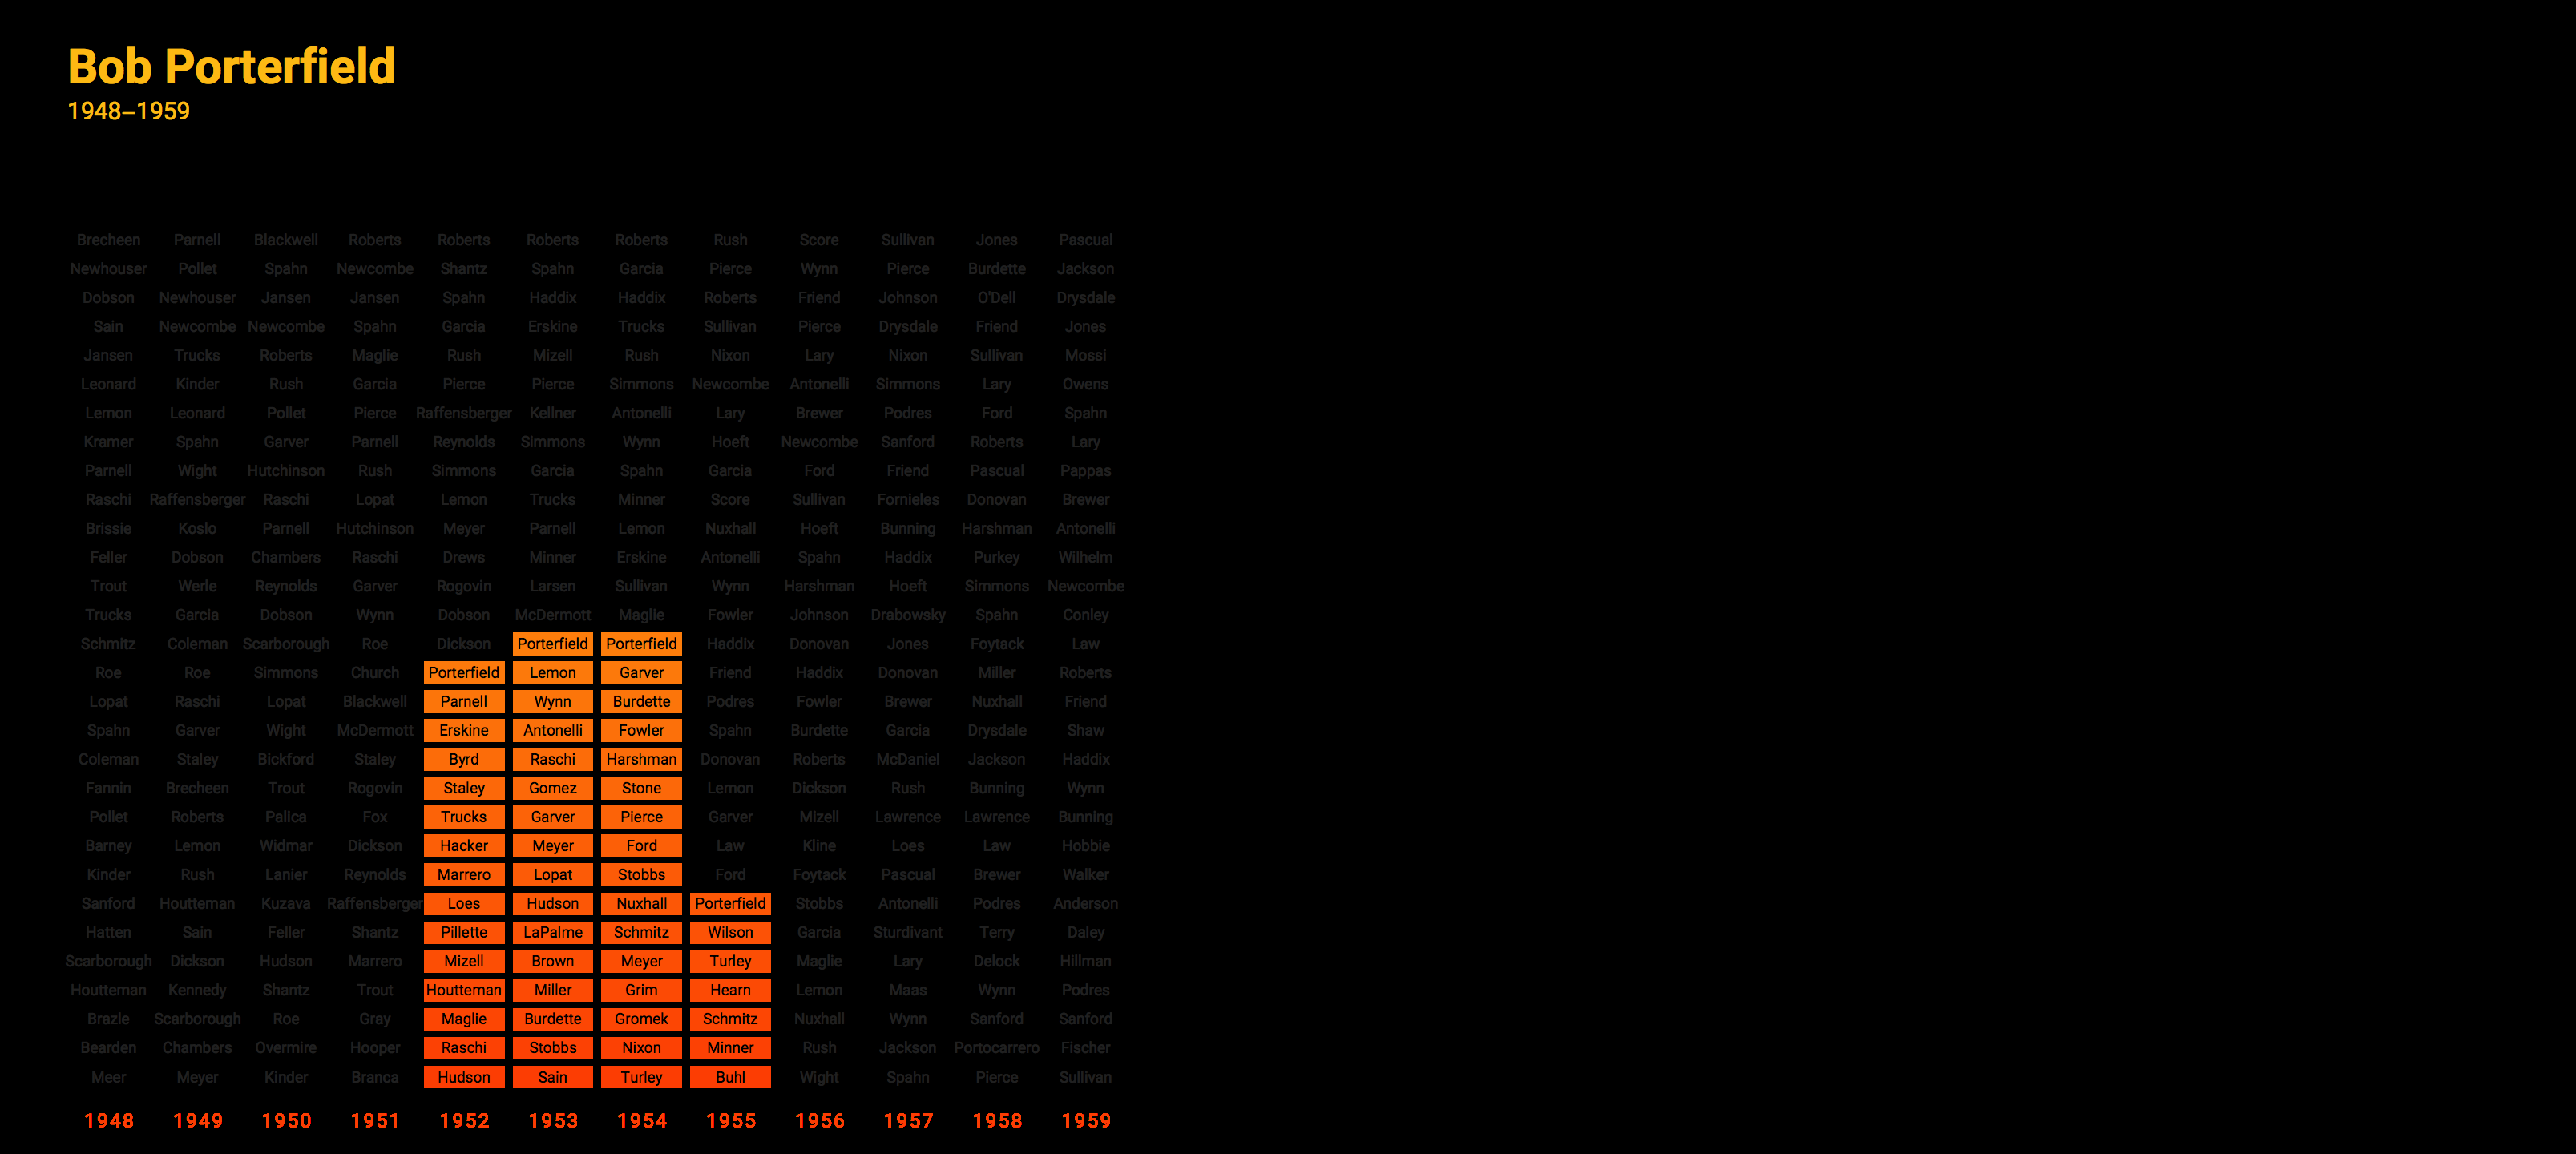 Bob Porterfield
1948–1959
Brecheen Parnell Blackwell Roberts Roberts Roberts Roberts Rush Score Sullivan Jones Pascual
Newhouser Pollet Spahn Newcombe Shantz Spahn Garcia Pierce Wynn Pierce Burdette Jackson
Dobson Newhouser Jansen Jansen Spahn Haddix Haddix Roberts Friend Johnson O'Dell Drysdale
Sain Newcombe Newcombe Spahn Garcia Erskine Trucks Sullivan Pierce Drysdale Friend Jones
Jansen Trucks Roberts Maglie Rush Mizell Rush Nixon Lary Nixon Sullivan Mossi
Leonard Kinder Rush Garcia Pierce Pierce Simmons Newcombe Antonelli Simmons Lary Owens
Lemon Leonard Pollet Pierce Raffensberger Kellner Antonelli Lary Brewer Podres Ford Spahn
Kramer Spahn Garver Parnell Reynolds Simmons Wynn Hoeft Newcombe Sanford Roberts Lary
Parnell Wight Hutchinson Rush Simmons Garcia Spahn Garcia Ford Friend Pascual Pappas
Raschi Raffensberger Raschi Lopat Lemon Trucks Minner Score Sullivan Fornieles Donovan Brewer
Brissie Koslo Parnell Hutchinson Meyer Parnell Lemon Nuxhall Hoeft Bunning Harshman Antonelli
Feller Dobson Chambers Raschi Drews Minner Erskine Antonelli Spahn Haddix Purkey Wilhelm
Trout Werle Reynolds Garver Rogovin Larsen Sullivan Wynn Harshman Hoeft Simmons Newcombe
Trucks Garcia Dobson Wynn Dobson McDermott Maglie Fowler Johnson Drabowsky Spahn Conley
Schmitz Coleman Scarborough Roe Dickson Porterfield Porterfield Haddix Donovan Jones Foytack Law
Roe Roe Simmons Church Porterfield Lemon Garver Friend Haddix Donovan Miller Roberts
Lopat Raschi Lopat Blackwell Parnell Wynn Burdette Podres Fowler Brewer Nuxhall Friend
Spahn Garver Wight McDermott Erskine Antonelli Fowler Spahn Burdette Garcia Drysdale Shaw
Coleman Staley Bickford Staley Byrd Raschi Harshman Donovan Roberts McDaniel Jackson Haddix
Fannin Brecheen Trout Rogovin Staley Gomez Stone Lemon Dickson Rush Bunning Wynn
Pollet Roberts Palica Fox Trucks Garver Pierce Garver Mizell Lawrence Lawrence Bunning
Barney Lemon Widmar Dickson Hacker Meyer Ford Law Kline Loes Law Hobbie
Kinder Rush Lanier Reynolds Marrero Lopat Stobbs Ford Foytack Pascual Brewer Walker
Sanford Houtteman Kuzava Raffensberger Loes Hudson Nuxhall Porterfield Stobbs Antonelli Podres Anderson
Hatten Sain Feller Shantz Pillette LaPalme Schmitz Wilson Garcia Sturdivant Terry Daley
Scarborough Dickson Hudson Marrero Mizell Brown Meyer Turley Maglie Lary Delock Hillman
Houtteman Kennedy Shantz Trout Houtteman Miller Grim Hearn Lemon Maas Wynn Podres
Brazle Scarborough Roe Gray Maglie Burdette Gromek Schmitz Nuxhall Wynn Sanford Sanford
Bearden Chambers Overmire Hooper Raschi Stobbs Nixon Minner Rush Jackson Portocarrero Fischer
Meer Meyer Kinder Branca Hudson Sain Turley Buhl Wight Spahn Pierce Sullivan
1948 1949 1950 1951 1952 1953 1954 1955 1956 1957 1958 1959